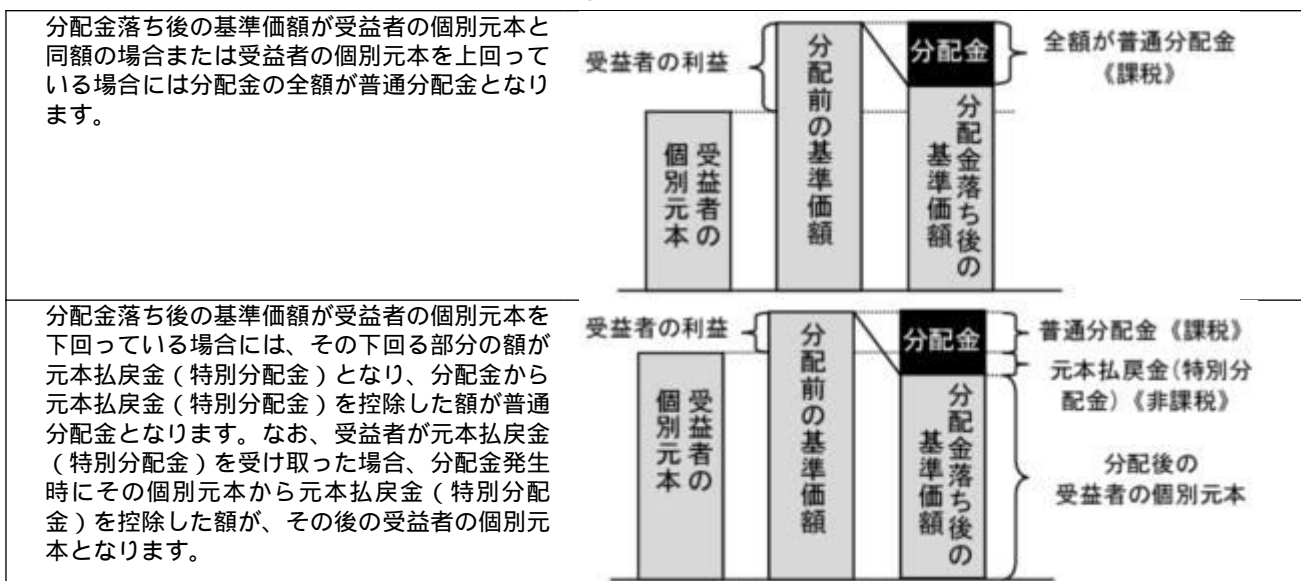 分配金落ち後の基準価額が受益者の個別元本と
同額の場合または受益者の個別元本を上回って
いる場合には分配金の全額が普通分配金となり
ます。
受益者の利益
受益者の
個別元本
分配前の基準価額
分配金
分配金落ち後の
基準価額
全額が普通分配金
《課税》
分配金落ち後の基準価額が受益者の個別元本を
下回っている場合には、その下回る部分の額が
元本払戻金（特別分配金）となり、分配金から
元本払戻金（特別分配金）を控除した額が普通
分配金となります。なお、受益者が元本払戻金
（特別分配金）を受け取った場合、分配金発生
時にその個別元本から元本払戻金（特別分配
金）を控除した額が、その後の受益者の個別元
本となります。
受益者の利益
受益者の
個別元本
分配前の基準価額
分配金
分配金落ち後の
基準価額
普通分配金《課税》
元本払戻金(特別分
配金)《非課税》
分配後の
受益者の個別元本